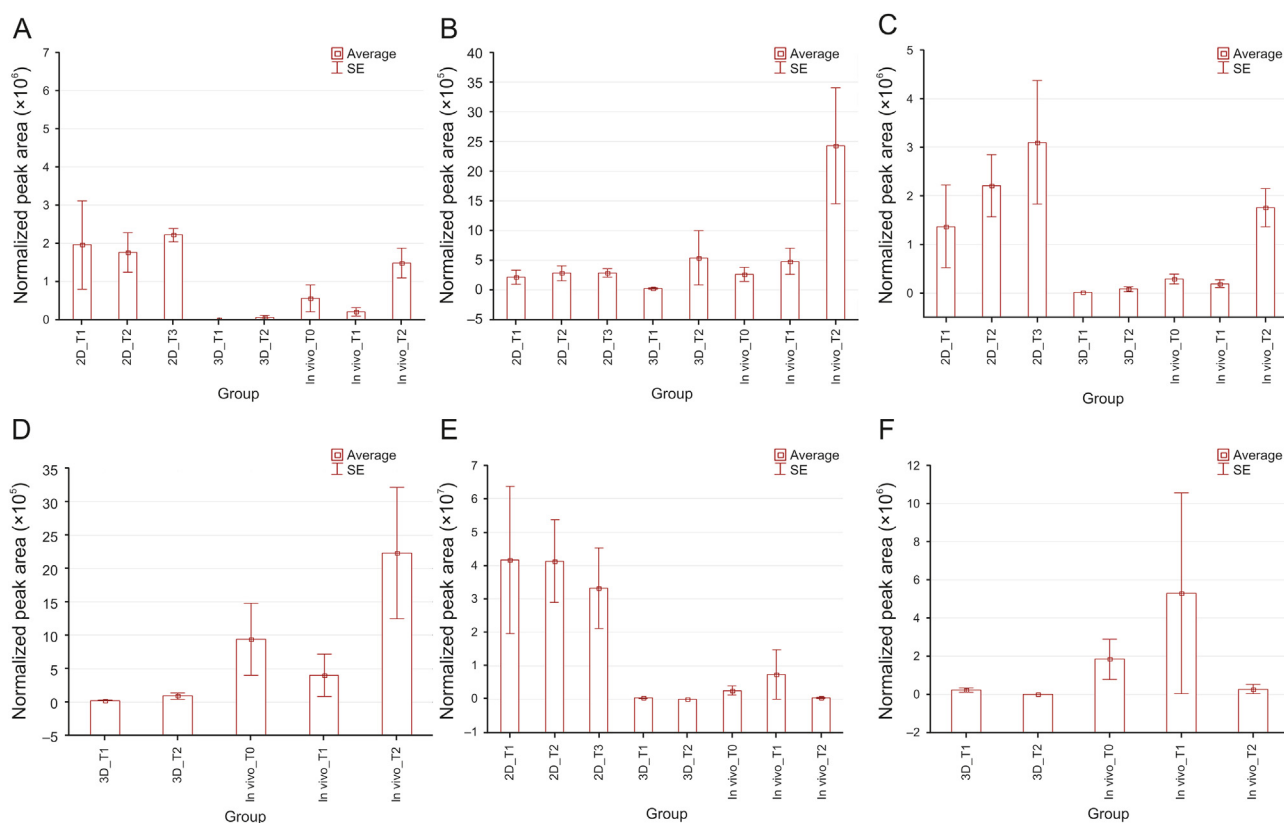 A
Average
SE
Normalized peak area (×10⁶)
7
6
5
4
3
2
1
0
2D_T1
2D_T2
2D_T3
3D_T1
3D_T2
In vivo_T0
In vivo_T1
In vivo_T2
Group
B
Average
SE
Normalized peak area (×10⁵)
40
35
30
25
20
15
10
5
0
–5
2D_T1
2D_T2
2D_T3
3D_T1
3D_T2
In vivo_T0
In vivo_T1
In vivo_T2
Group
C
Average
SE
Normalized peak area (×10⁶)
5
4
3
2
1
0
2D_T1
2D_T2
2D_T3
3D_T1
3D_T2
In vivo_T0
In vivo_T1
In vivo_T2
Group
D
Average
SE
Normalized peak area (×10⁵)
35
30
25
20
15
10
5
0
–5
3D_T1
3D_T2
In vivo_T0
In vivo_T1
In vivo_T2
Group
E
Average
SE
Normalized peak area (×10⁷)
7
6
5
4
3
2
1
0
–1
2D_T1
2D_T2
2D_T3
3D_T1
3D_T2
In vivo_T0
In vivo_T1
In vivo_T2
Group
F
Average
SE
Normalized peak area (×10⁶)
12
10
8
6
4
2
0
–2
3D_T1
3D_T2
In vivo_T0
In vivo_T1
In vivo_T2
Group